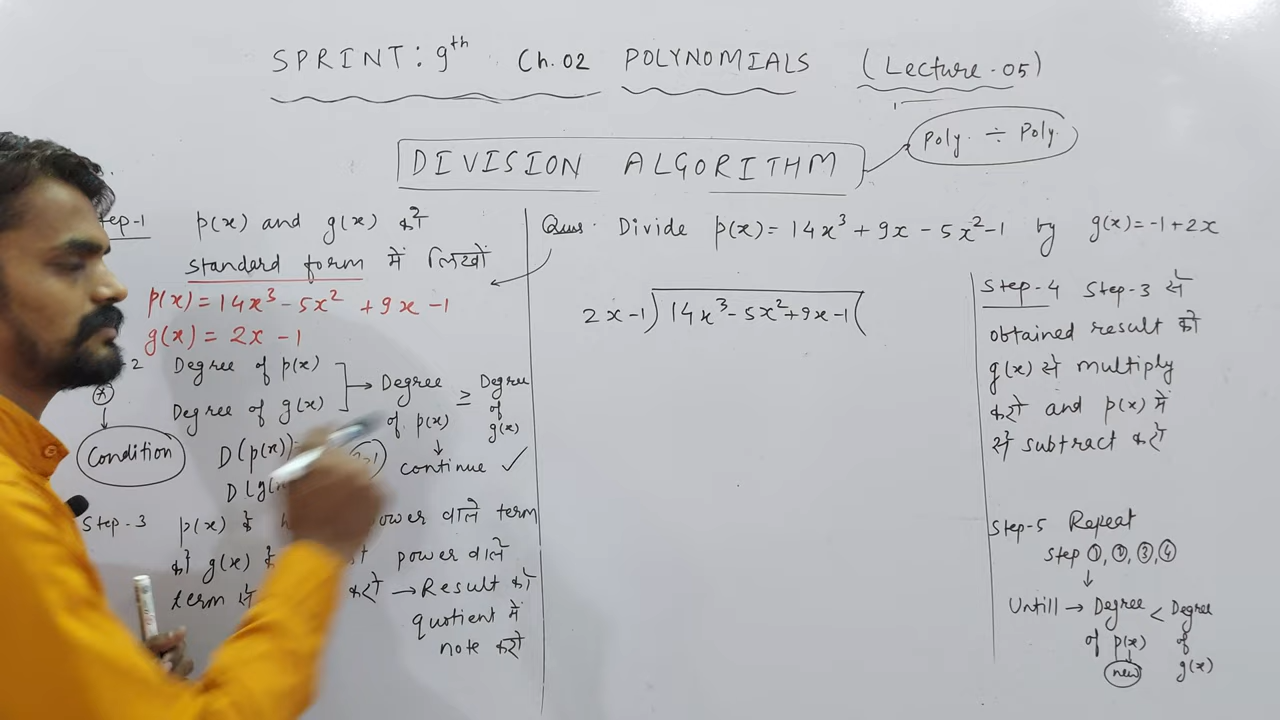 SPRINT: 9th Ch.02 POLYNOMIALS (Lecture-05)
Poly. ÷ Poly.
DIVISION ALGORITHM
Step-1 p(x) and g(x) को
standard form में लिखों
p(x) = 14x³ - 5x² + 9x - 1
g(x) = 2x - 1
2 Degree of p(x)
Degree of g(x)
Degree of p(x) ≥ Degree of g(x)
continue ✓
Condition
D(p(x))
D(g(x
Step-3 p(x) के power वाले term
को g(x) के power वाले
term से करो → Result को
quotient में
note करो
Ques. Divide p(x) = 14x³ + 9x - 5x² - 1 by g(x) = -1 + 2x
2x-1) 14x³ - 5x² + 9x - 1 (
Step-4 Step-3 से
obtained result को
g(x) से multiply
करो and p(x) में
से subtract करो
Step-5 Repeat
Step ①, ②, ③, ④
↓
Untill → Degree < Degree
of p(x) of
new g(x)